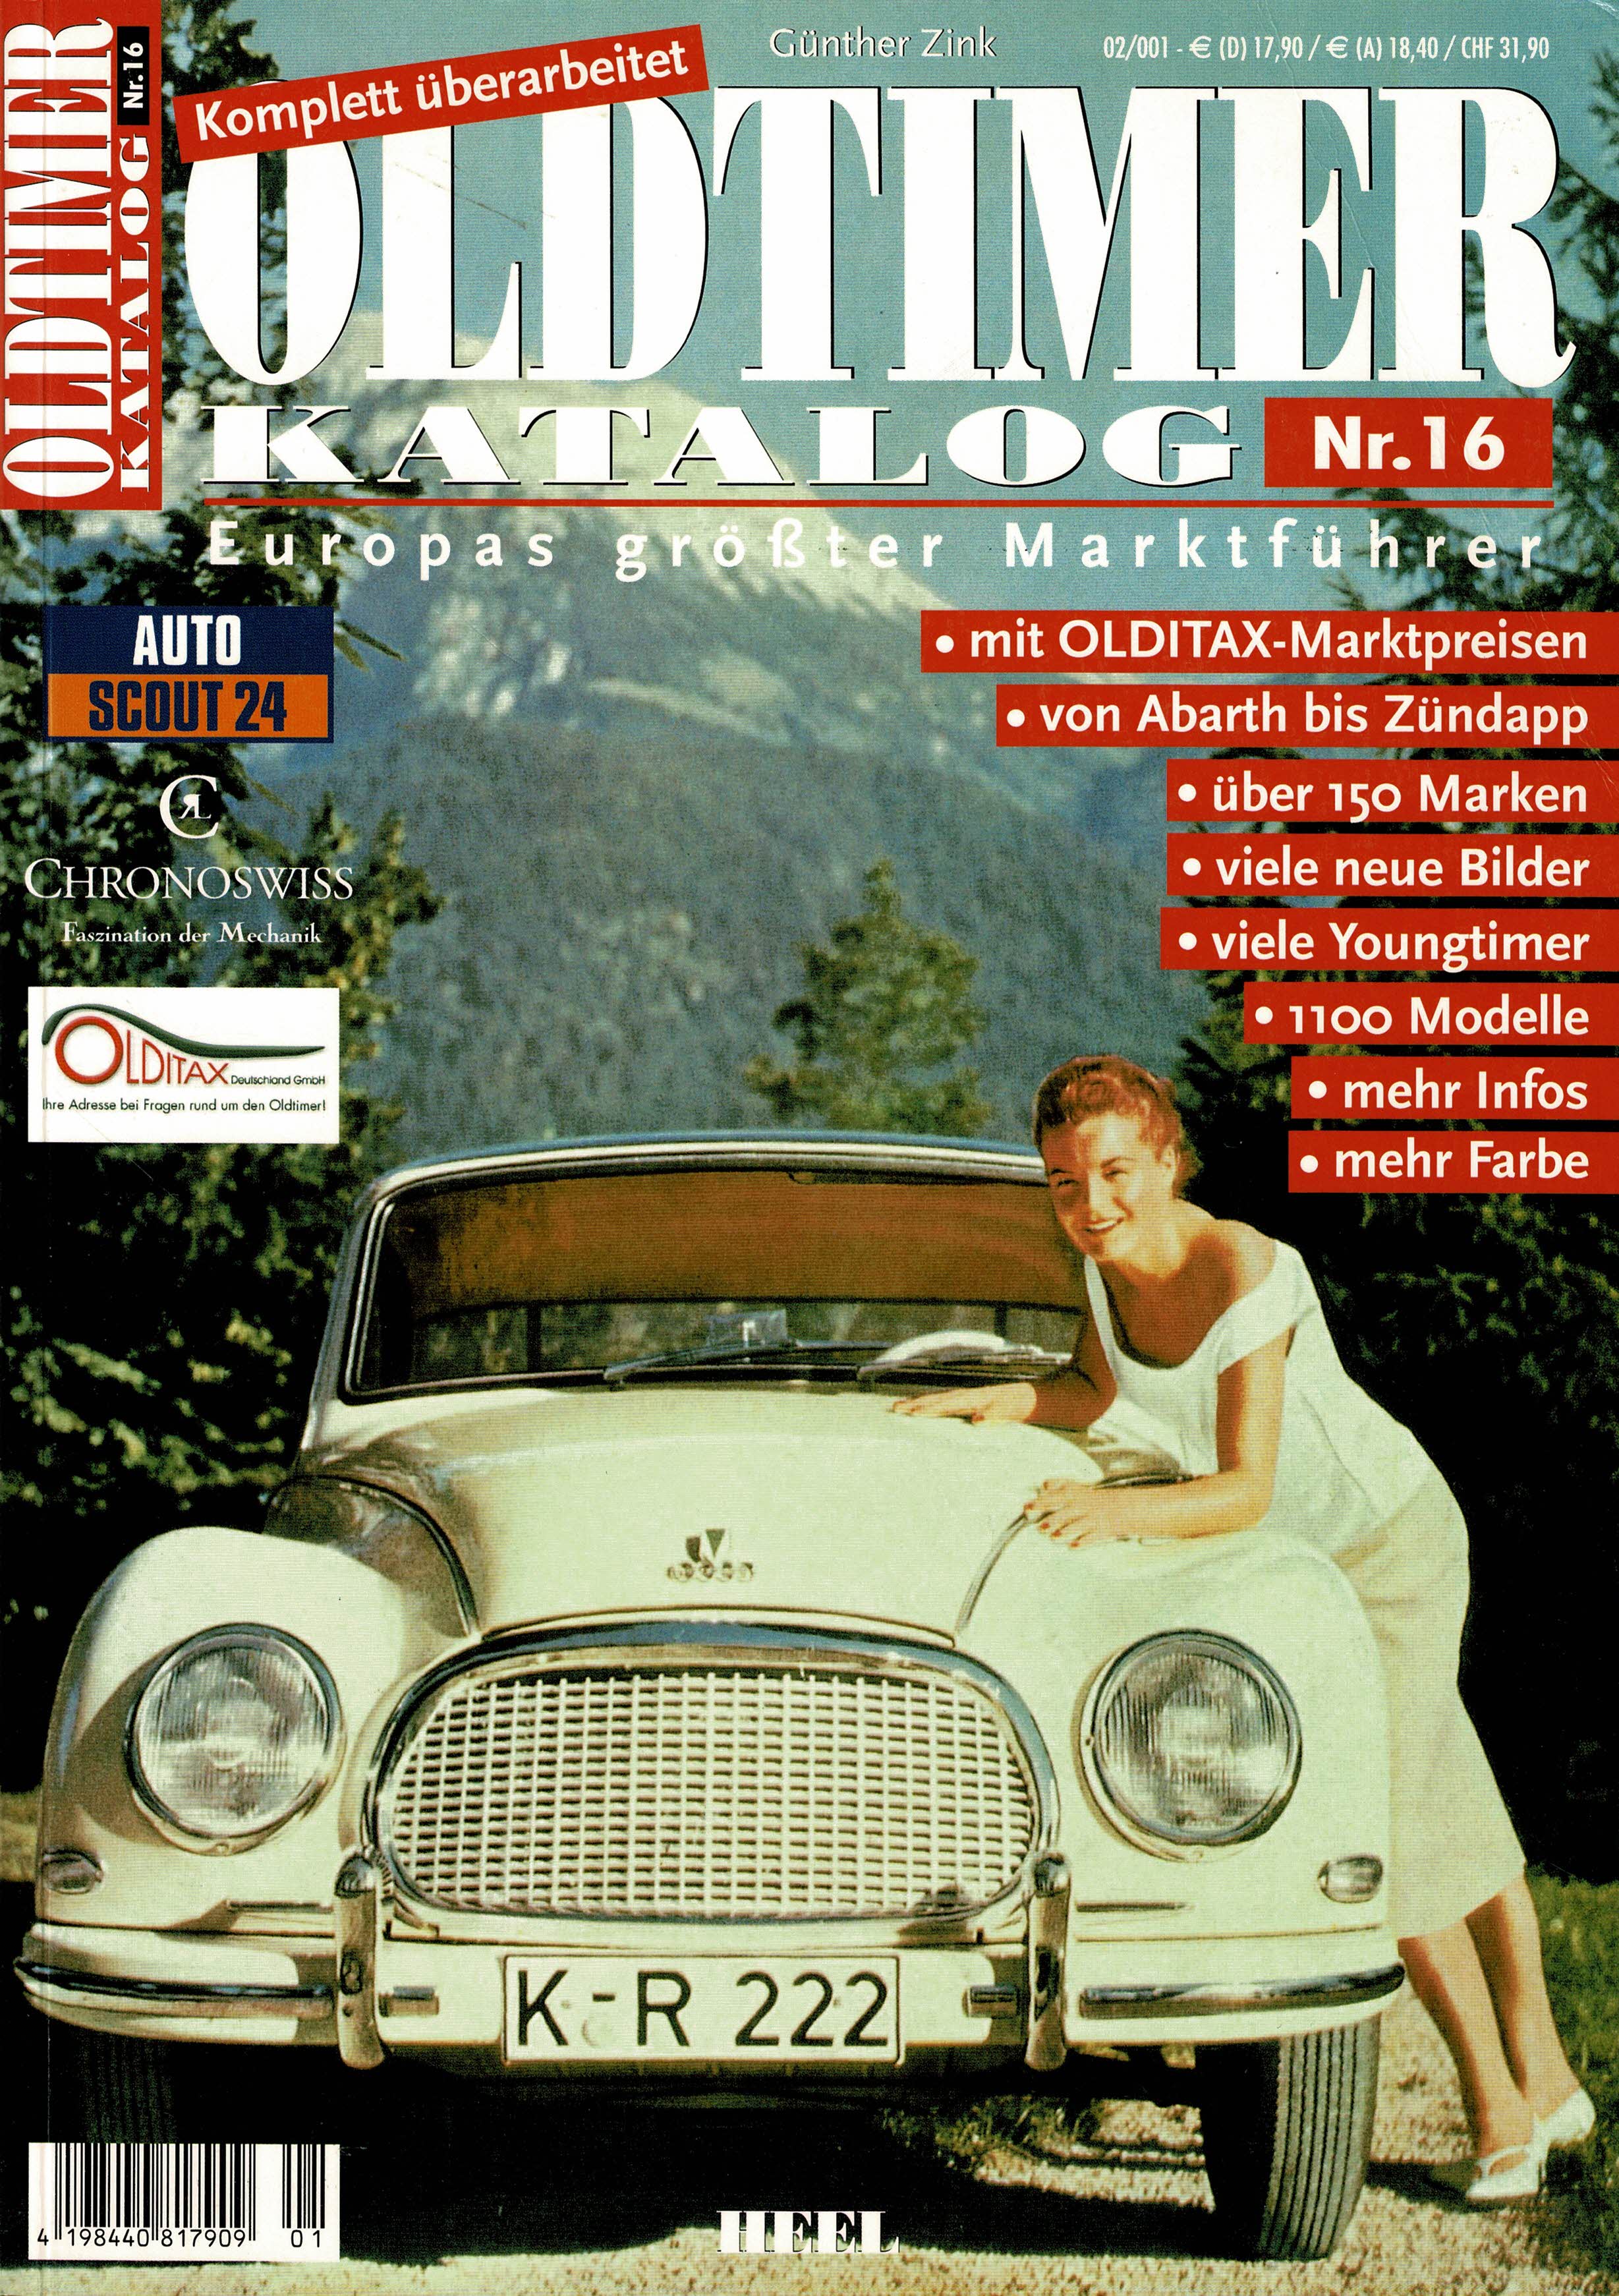 OLDTIMER
KATALOG
Nr.16
Komplett überarbeitet
Günther Zink
02/001 - € (D) 17,90 / € (A) 18,40 / CHF 31,90
OLDTIMER
KATALOG
Nr.16
Europas größter Marktführer
AUTO
SCOUT 24
CHRONOSWISS
Faszination der Mechanik
OLDITAX Deutschland GmbH
Ihre Adresse bei Fragen rund um den Oldtimer!
• mit OLDITAX-Marktpreisen
• von Abarth bis Zündapp
• über 150 Marken
• viele neue Bilder
• viele Youngtimer
• 1100 Modelle
• mehr Infos
• mehr Farbe
K-R 222
4 198440 817909 01
HEEL